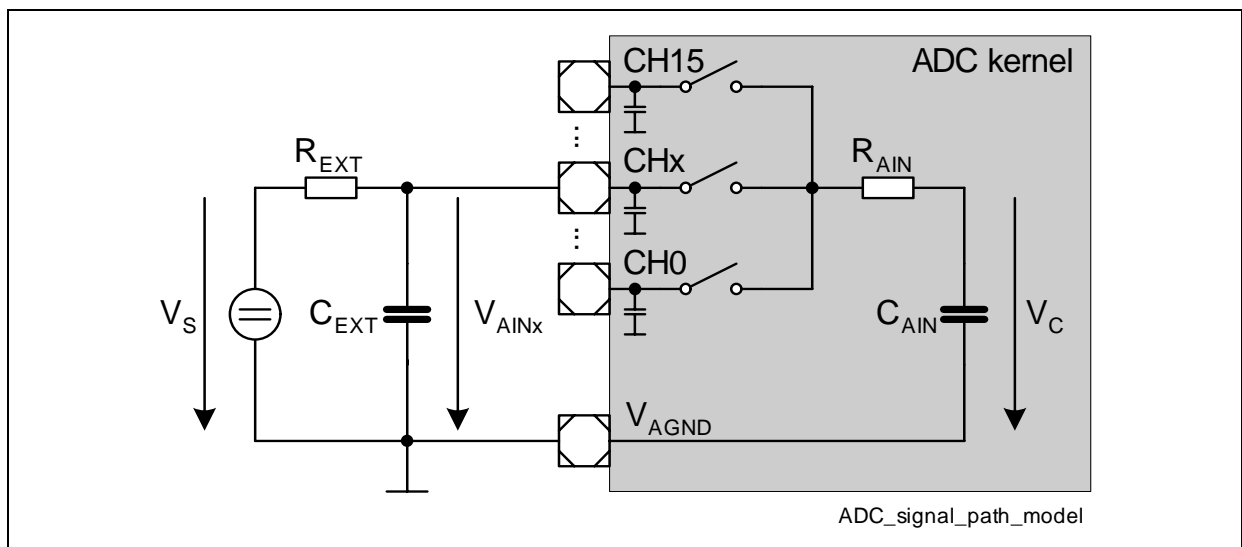 CH15
ADC kernel
R_EXT
CHx
R_AIN
CH0
V_S
C_EXT
V_AINx
C_AIN
V_C
V_AGND
ADC_signal_path_model